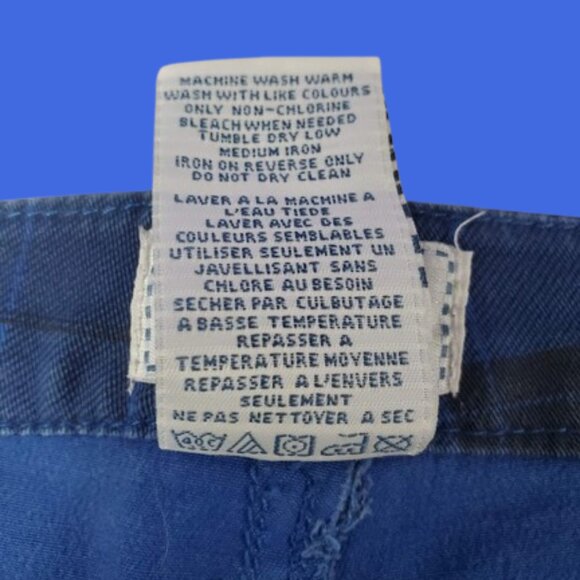 MACHINE WASH WARM
WASH WITH LIKE COLOURS
ONLY NON-CHLORINE
BLEACH WHEN NEEDED
TUMBLE DRY LOW
MEDIUM IRON
IRON ON REVERSE ONLY
DO NOT DRY CLEAN
LAVER A LA MACHINE A
L'EAU TIEDE
LAVER AVEC DES
COULEURS SEMBLABLES
UTILISER SEULEMENT UN
JAVELLISANT SANS
CHLORE AU BESOIN
SECHER PAR CULBUTAGE
A BASSE TEMPERATURE
REPASSER A
TEMPERATURE MOYENNE
REPASSER A L'ENVERS
SEULEMENT
NE PAS NETTOYER A SEC